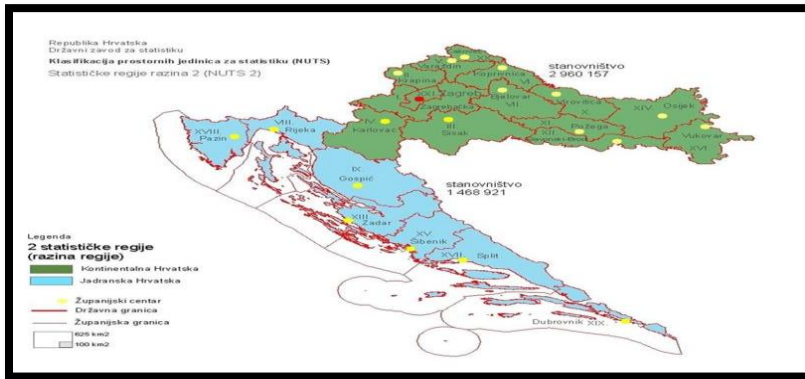 Republika Hrvatska
Državni zavod za statistiku
Klasifikacija prostornih jedinica za statistiku (NUTS)
Statističke regije razina 2 (NUTS 2)
stanovništvo
2 960 157
Varaždin
Koprivnica
Krapina
XXI. Zagreb
Zagrebačka
Bjelovar
VII.
Virovitica
X.
XIV. Osijek
IV.
Karlovac
III.
Sisak
XI.
Požega
XII.
Vukovar
XVI.
XVIII.
Pazin
VIII.
Rijeka
IX.
Gospić
stanovništvo
1 468 921
XIII.
Zadar
XV.
Šibenik
XVII. Split
Dubrovnik XIX.
Legenda
2 statističke regije
(razina regije)
Kontinentalna Hrvatska
Jadranska Hrvatska
Županijski centar
Državna granica
Županijska granica
625 km2
100 km2